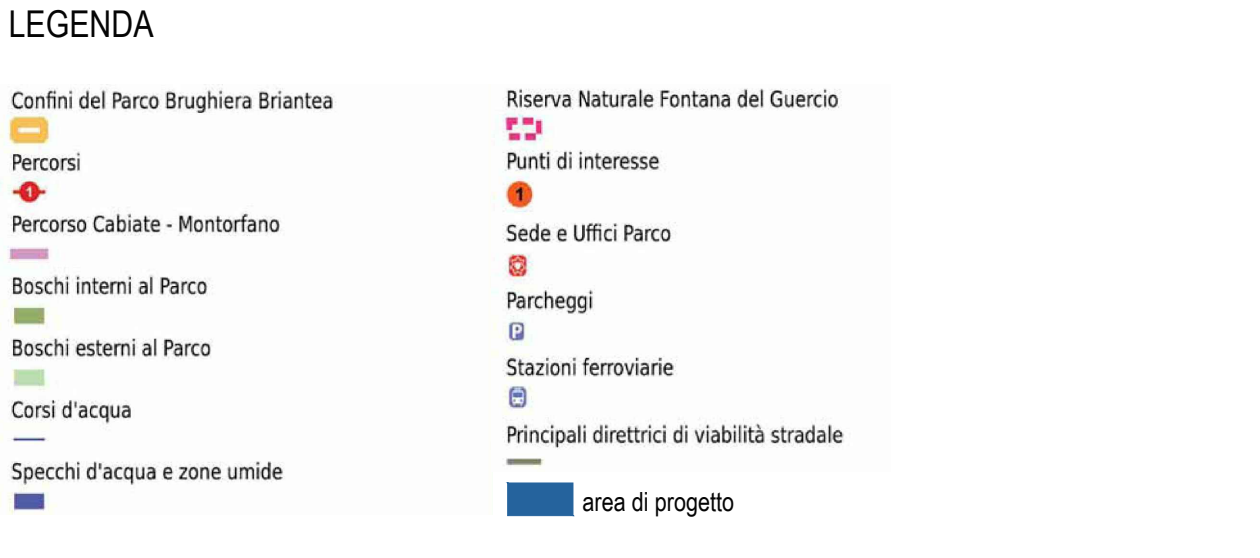 LEGENDA
Confini del Parco Brughiera Briantea
Percorsi
1
Percorso Cabiate - Montorfano
Boschi interni al Parco
Boschi esterni al Parco
Corsi d'acqua
Specchi d'acqua e zone umide
Riserva Naturale Fontana del Guercio
Punti di interesse
1
Sede e Uffici Parco
Parcheggi
P
Stazioni ferroviarie
Principali direttrici di viabilità stradale
area di progetto